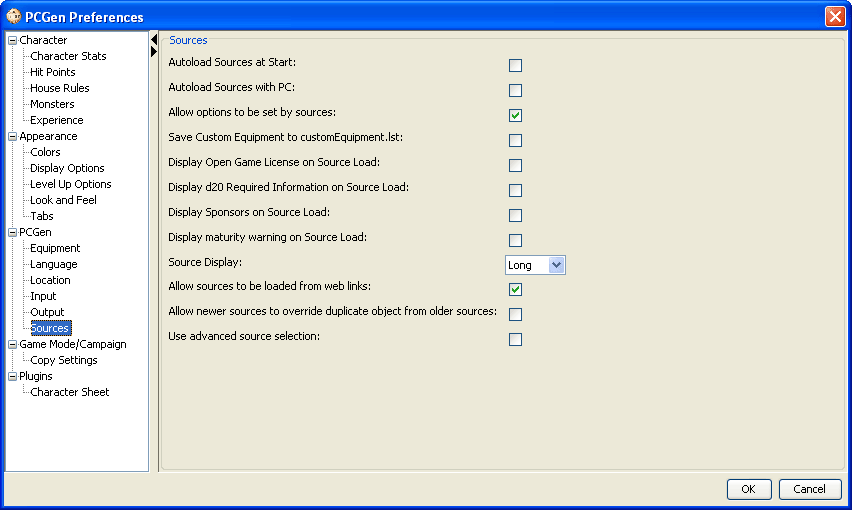 PCGen Preferences
Character
Character Stats
Hit Points
House Rules
Monsters
Experience
Appearance
Colors
Display Options
Level Up Options
Look and Feel
Tabs
PCGen
Equipment
Language
Location
Input
Output
Sources
Game Mode/Campaign
Copy Settings
Plugins
Character Sheet
Sources
Autoload Sources at Start:
Autoload Sources with PC:
Allow options to be set by sources:
Save Custom Equipment to customEquipment.lst:
Display Open Game License on Source Load:
Display d20 Required Information on Source Load:
Display Sponsors on Source Load:
Display maturity warning on Source Load:
Source Display: Long
Allow sources to be loaded from web links:
Allow newer sources to override duplicate object from older sources:
Use advanced source selection:
OK Cancel